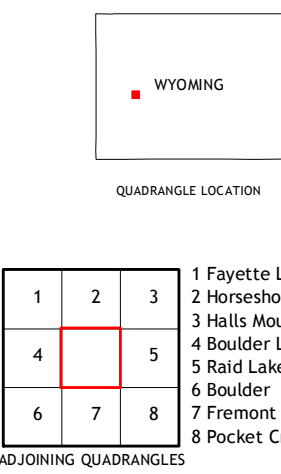 WYOMING
QUADRANGLE LOCATION
1 2 3
4 5
6 7 8
1 Fayette L
2 Horsesho
3 Halls Mou
4 Boulder L
5 Raid Lake
6 Boulder
7 Fremont
8 Pocket C
ADJOINING QUADRANGLES